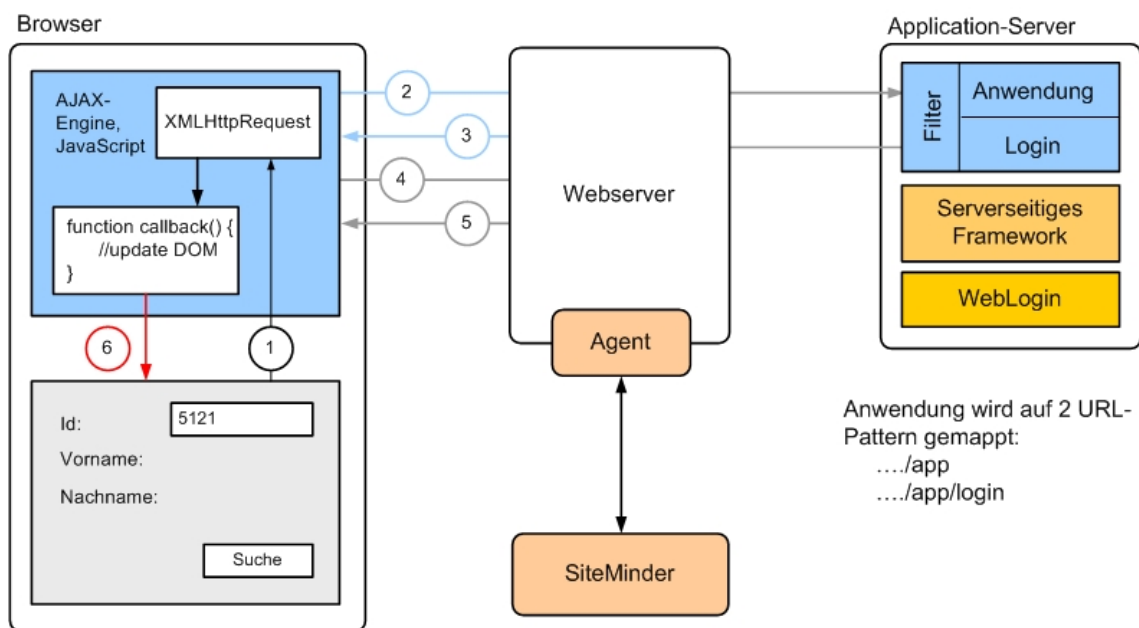 Browser
Application-Server
AJAX-
Engine,
JavaScript
XMLHttpRequest
function callback() {
//update DOM
}
2
3
4
5
6
1
Id:
5121
Vorname:
Nachname:
Suche
Webserver
Agent
SiteMinder
Filter
Anwendung
Login
Serverseitiges
Framework
WebLogin
Anwendung wird auf 2 URL-
Pattern gemappt:
…./app
…./app/login